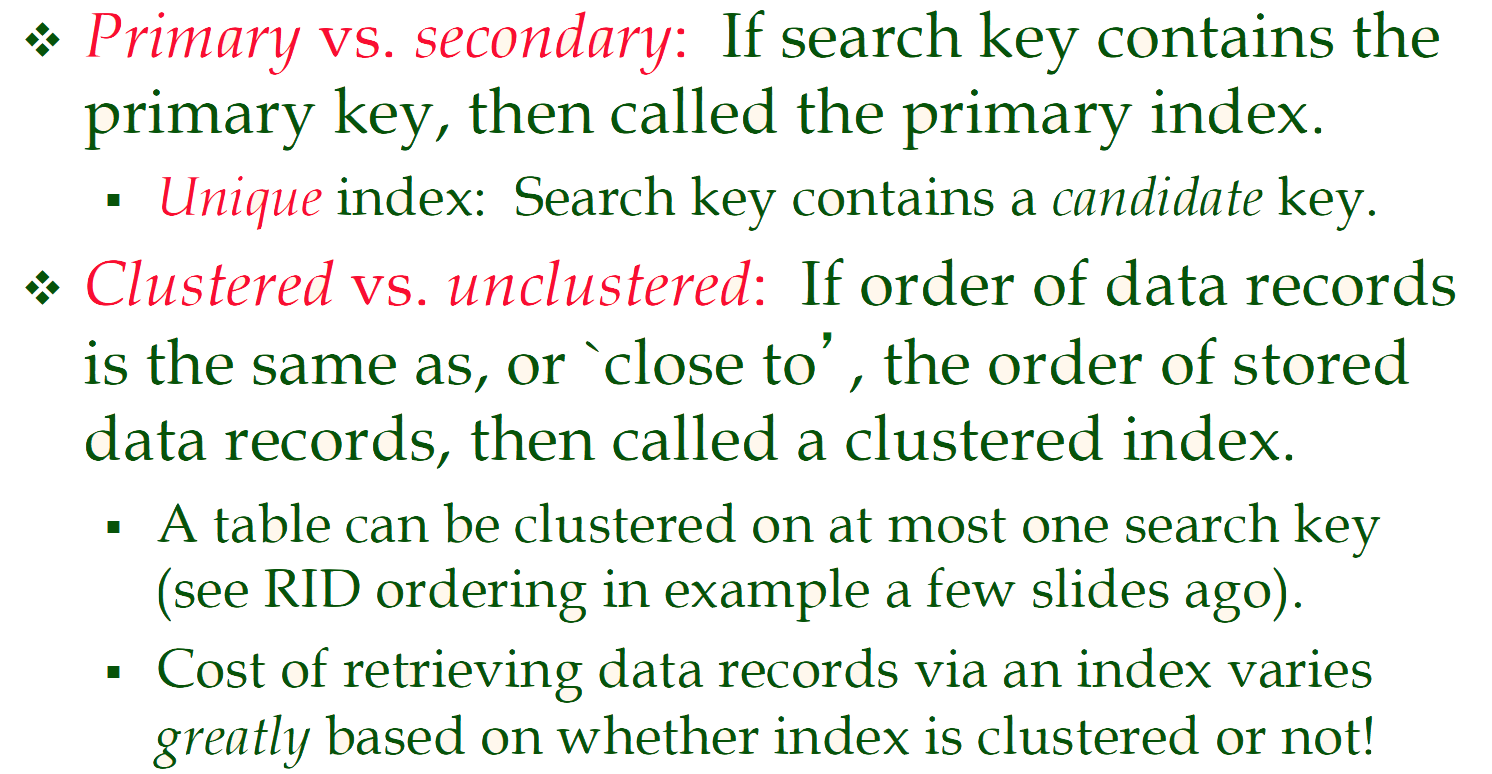 ❖ Primary vs. secondary: If search key contains the
primary key, then called the primary index.
▪ Unique index: Search key contains a candidate key.
❖ Clustered vs. unclustered: If order of data records
is the same as, or `close to’, the order of stored
data records, then called a clustered index.
▪ A table can be clustered on at most one search key
(see RID ordering in example a few slides ago).
▪ Cost of retrieving data records via an index varies
greatly based on whether index is clustered or not!